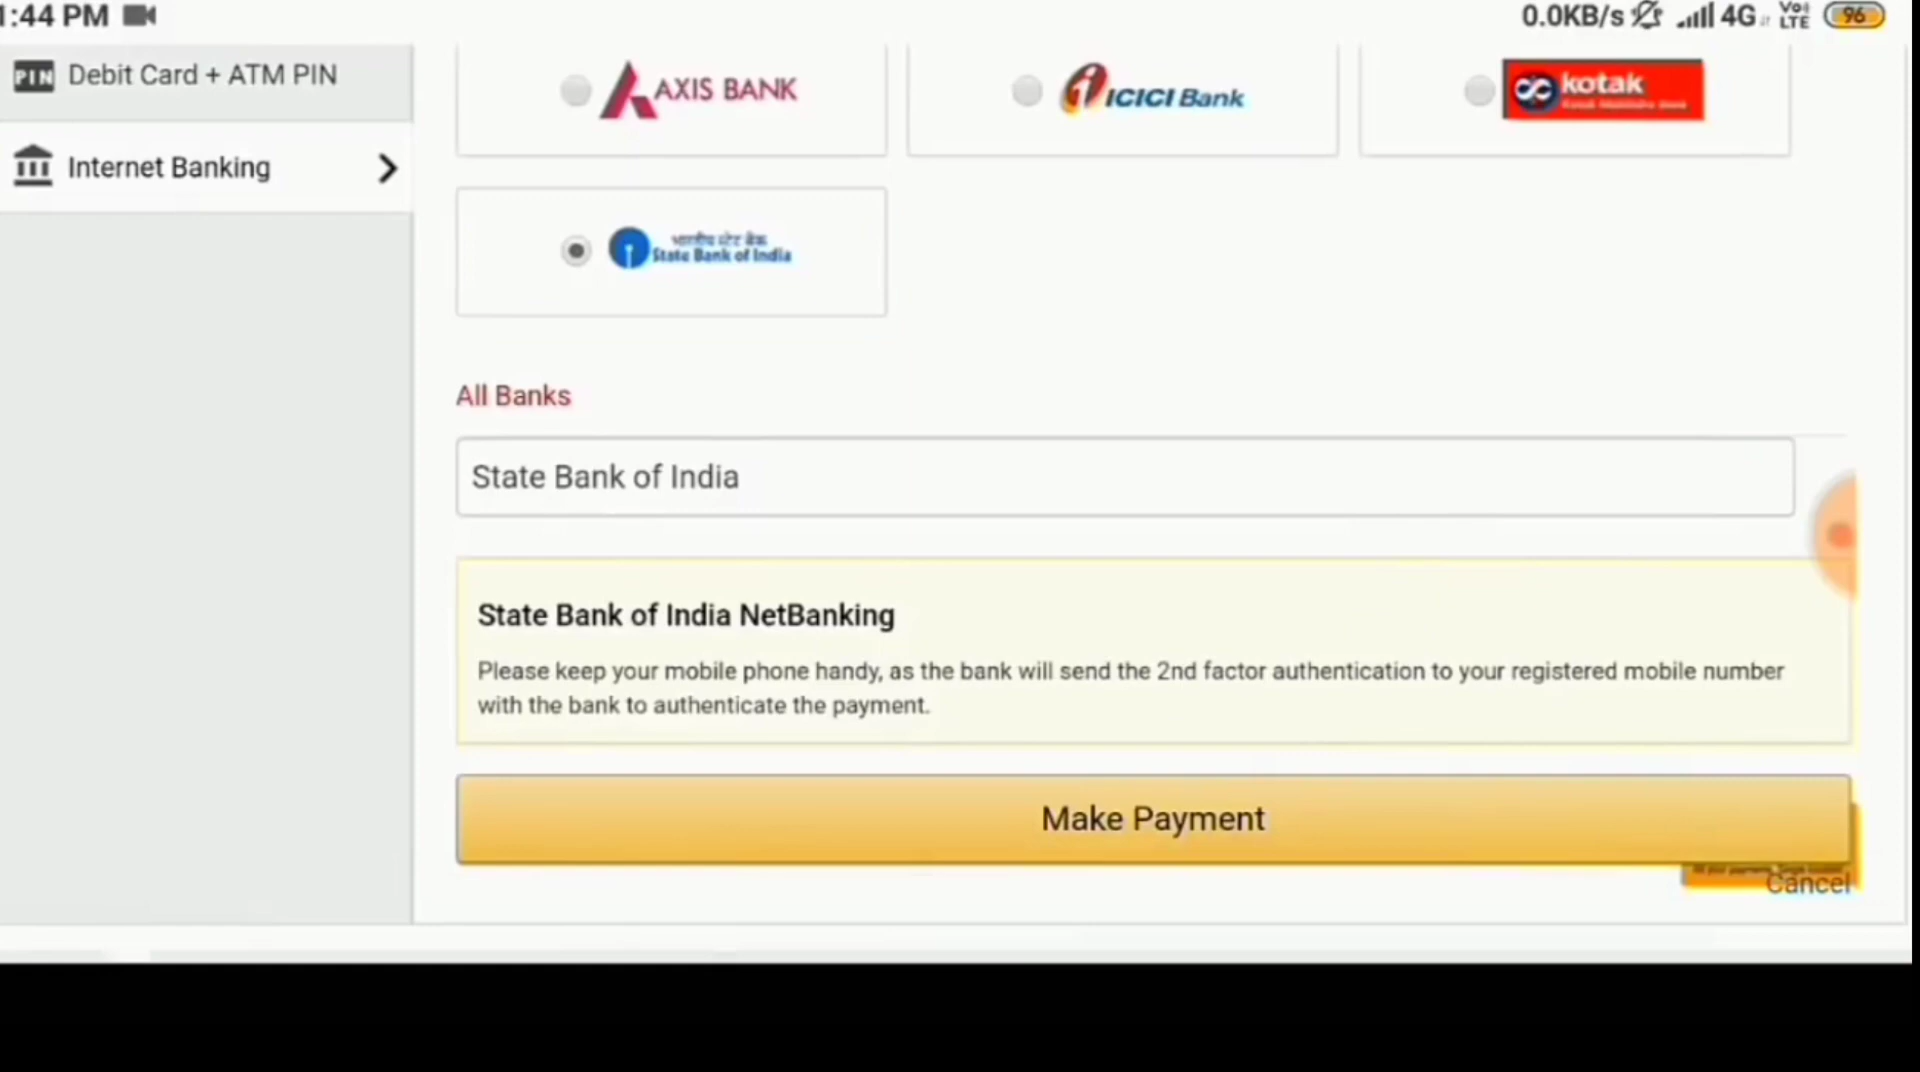 1:44 PM
0.0KB/s 4G VoLTE 96
PIN Debit Card + ATM PIN
AXIS BANK
ICICI Bank
kotak
Internet Banking
भारतीय स्टेट बैंक
State Bank of India
All Banks
State Bank of India
State Bank of India NetBanking
Please keep your mobile phone handy, as the bank will send the 2nd factor authentication to your registered mobile number
with the bank to authenticate the payment.
Make Payment
Cancel